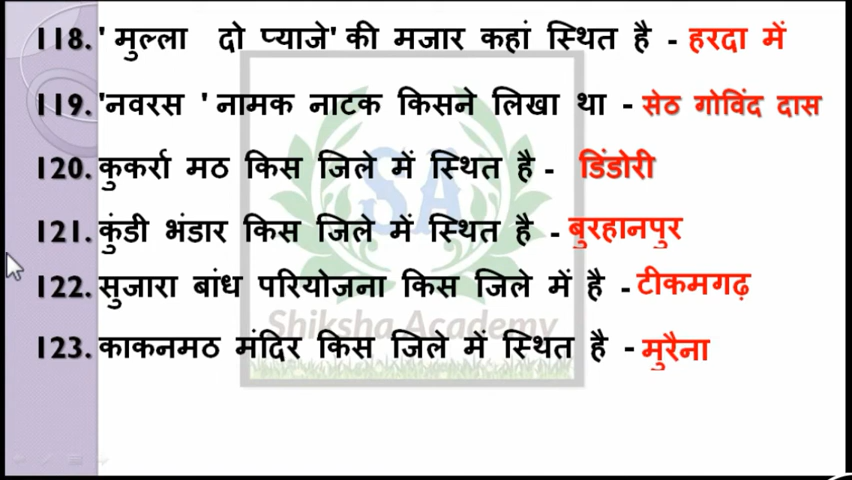 118. ' मुल्ला दो प्याजे' की मजार कहां स्थित है - हरदा में
119. 'नवरस ' नामक नाटक किसने लिखा था - सेठ गोविंद दास
120. कुकर्रा मठ किस जिले में स्थित है - डिंडोरी
121. कुंडी भंडार किस जिले में स्थित है - बुरहानपुर
122. सुजारा बांध परियोजना किस जिले में है - टीकमगढ़
123. काकनमठ मंदिर किस जिले में स्थित है - मुरैना
SA
Shiksha Academy